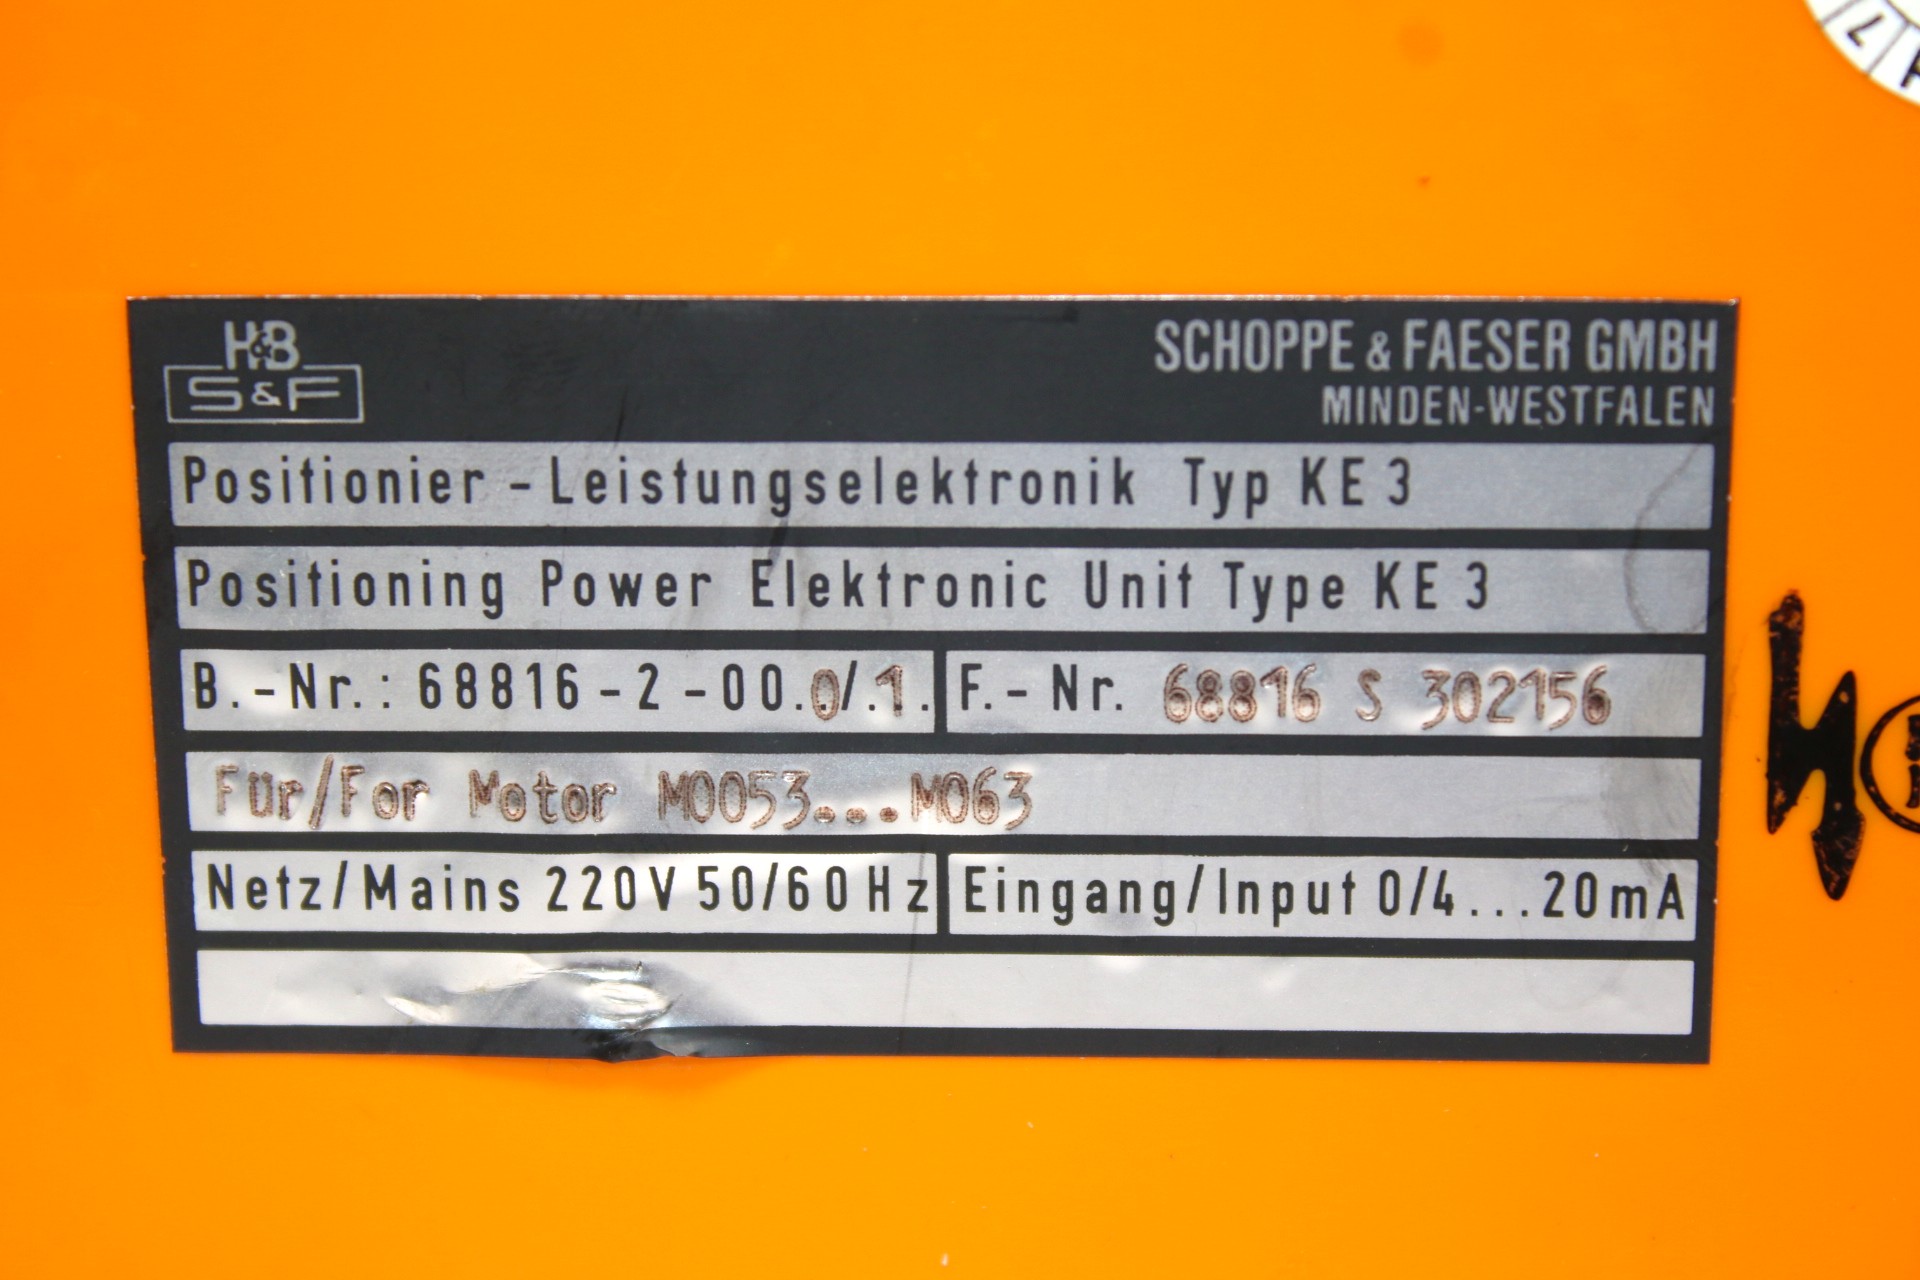 H&B
S&F
SCHOPPE & FAESER GMBH
MINDEN-WESTFALEN
Positionier - Leistungselektronik Typ KE 3
Positioning Power Elektronic Unit Type KE 3
B.-Nr.: 68816-2-00.0/.1.
F.-Nr. 68816 S 302156
Für/For Motor M0053...M063
Netz/Mains 220V 50/60Hz
Eingang/Input 0/4...20mA